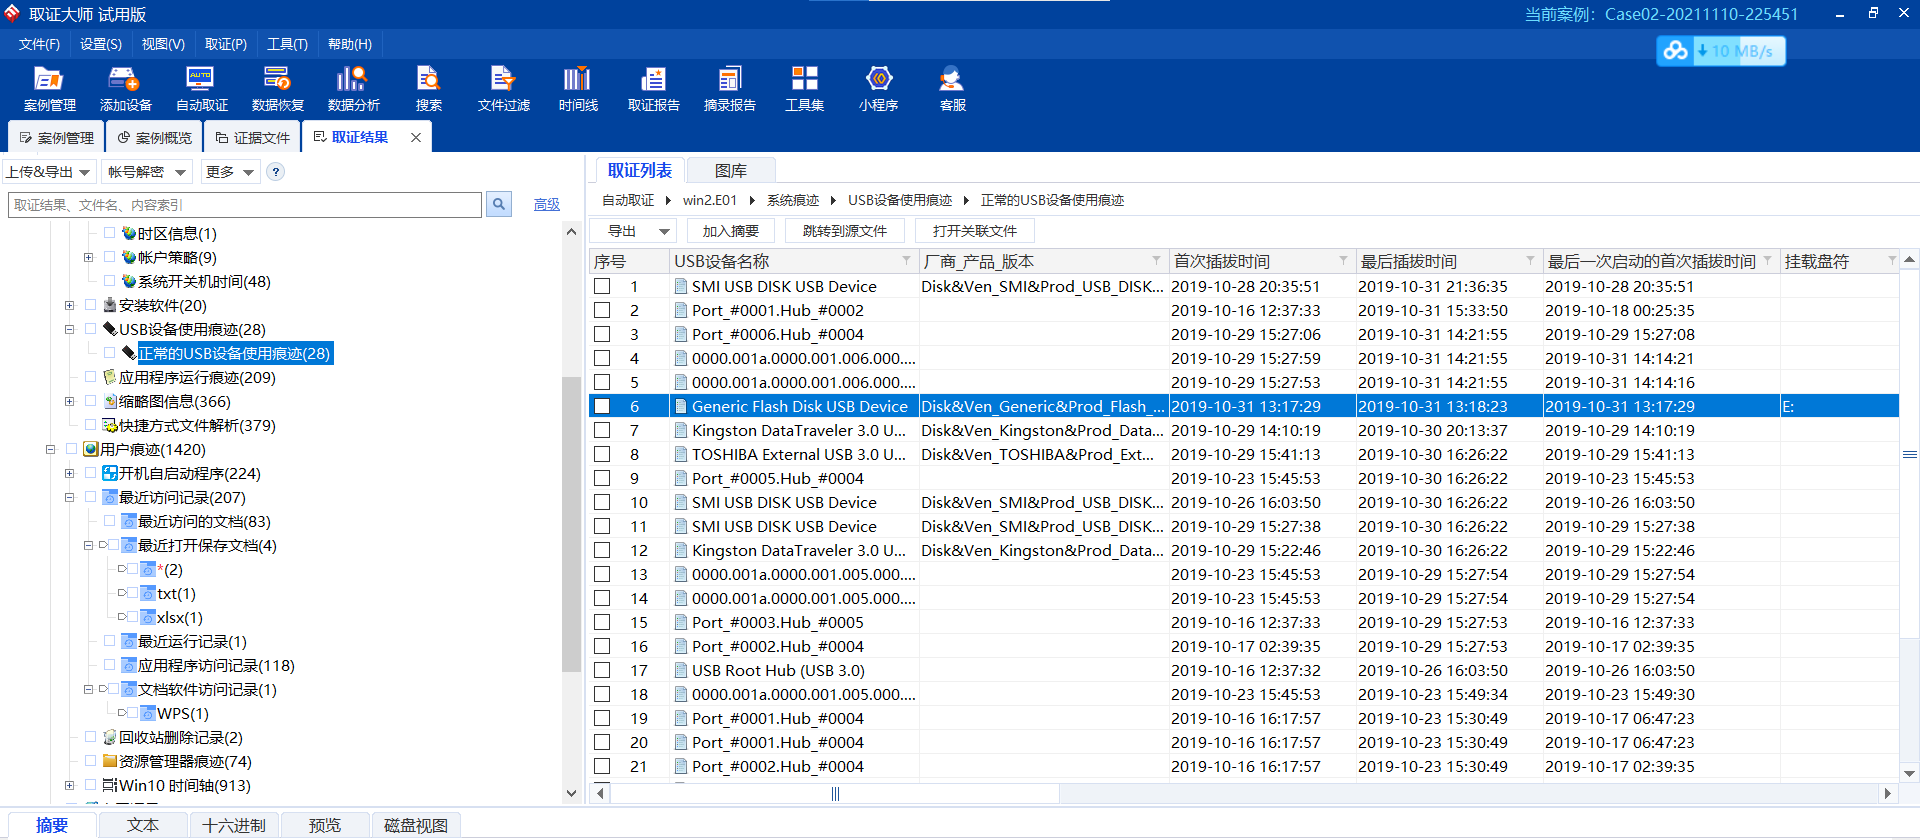 取证大师 试用版
当前案例：Case02-20211110-225451
文件(F) 设置(S) 视图(V) 取证(P) 工具(T) 帮助(H)
10 MB/s
案例管理 添加设备 自动取证 数据恢复 数据分析 搜索 文件过滤 时间线 取证报告 摘录报告 工具集 小程序 客服
案例管理 案例概览 证据文件 取证结果
上传&导出 帐号解密 更多 ?
取证结果、文件名、内容索引 高级
时区信息(1)
帐户策略(9)
系统开关机时间(48)
安装软件(20)
USB设备使用痕迹(28)
正常的USB设备使用痕迹(28)
应用程序运行痕迹(209)
缩略图信息(366)
快捷方式文件解析(379)
用户痕迹(1420)
开机自启动程序(224)
最近访问记录(207)
最近访问的文档(83)
最近打开保存文档(4)
*(2)
txt(1)
xlsx(1)
最近运行记录(1)
应用程序访问记录(118)
文档软件访问记录(1)
WPS(1)
回收站删除记录(2)
资源管理器痕迹(74)
Win10 时间轴(913)
取证列表 图库
自动取证 win2.E01 系统痕迹 USB设备使用痕迹 正常的USB设备使用痕迹
导出 加入摘要 跳转到源文件 打开关联文件
序号 USB设备名称 厂商_产品_版本 首次插拔时间 最后插拔时间 最后一次启动的首次插拔时间 挂载盘符
1 SMI USB DISK USB Device Disk&Ven_SMI&Prod_USB_DISK... 2019-10-28 20:35:51 2019-10-31 21:36:35 2019-10-28 20:35:51
2 Port_#0001.Hub_#0002 2019-10-16 12:37:33 2019-10-31 15:33:50 2019-10-18 00:25:35
3 Port_#0006.Hub_#0004 2019-10-29 15:27:06 2019-10-31 14:21:55 2019-10-29 15:27:08
4 0000.001a.0000.001.006.000.... 2019-10-29 15:27:59 2019-10-31 14:21:55 2019-10-31 14:14:21
5 0000.001a.0000.001.006.000.... 2019-10-29 15:27:53 2019-10-31 14:21:55 2019-10-31 14:14:16
6 Generic Flash Disk USB Device Disk&Ven_Generic&Prod_Flash_... 2019-10-31 13:17:29 2019-10-31 13:18:23 2019-10-31 13:17:29 E:
7 Kingston DataTraveler 3.0 U... Disk&Ven_Kingston&Prod_Data... 2019-10-29 14:10:19 2019-10-30 20:13:37 2019-10-29 14:10:19
8 TOSHIBA External USB 3.0 U... Disk&Ven_TOSHIBA&Prod_Ext... 2019-10-29 15:41:13 2019-10-30 16:26:22 2019-10-29 15:41:13
9 Port_#0005.Hub_#0004 2019-10-23 15:45:53 2019-10-30 16:26:22 2019-10-23 15:45:53
10 SMI USB DISK USB Device Disk&Ven_SMI&Prod_USB_DISK... 2019-10-26 16:03:50 2019-10-30 16:26:22 2019-10-26 16:03:50
11 SMI USB DISK USB Device Disk&Ven_SMI&Prod_USB_DISK... 2019-10-29 15:27:38 2019-10-30 16:26:22 2019-10-29 15:27:38
12 Kingston DataTraveler 3.0 U... Disk&Ven_Kingston&Prod_Data... 2019-10-29 15:22:46 2019-10-30 16:26:22 2019-10-29 15:22:46
13 0000.001a.0000.001.005.000.... 2019-10-23 15:45:53 2019-10-29 15:27:54 2019-10-29 15:27:54
14 0000.001a.0000.001.005.000.... 2019-10-23 15:45:53 2019-10-29 15:27:54 2019-10-29 15:27:54
15 Port_#0003.Hub_#0005 2019-10-16 12:37:33 2019-10-29 15:27:53 2019-10-16 12:37:33
16 Port_#0002.Hub_#0004 2019-10-17 02:39:35 2019-10-29 15:27:53 2019-10-17 02:39:35
17 USB Root Hub (USB 3.0) 2019-10-16 12:37:32 2019-10-26 16:03:50 2019-10-26 16:03:50
18 0000.001a.0000.001.005.000.... 2019-10-23 15:45:53 2019-10-23 15:49:34 2019-10-23 15:49:30
19 Port_#0001.Hub_#0004 2019-10-16 16:17:57 2019-10-23 15:30:49 2019-10-17 06:47:23
20 Port_#0001.Hub_#0004 2019-10-16 16:17:57 2019-10-23 15:30:49 2019-10-17 06:47:23
21 Port_#0002.Hub_#0004 2019-10-16 16:17:57 2019-10-23 15:30:49 2019-10-17 02:39:35
摘要 文本 十六进制 预览 磁盘视图